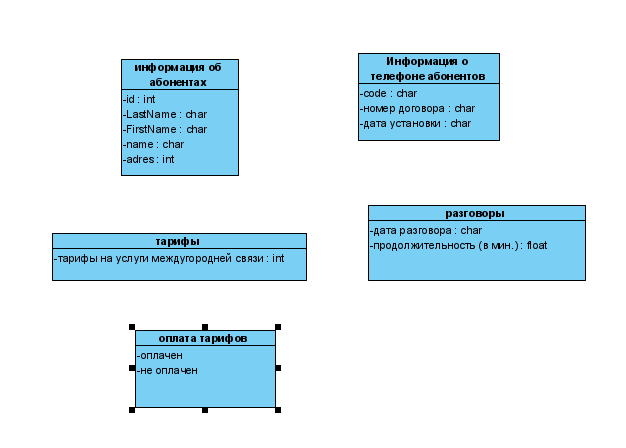 информация об
абонентах
-id : int
-LastName : char
-FirstName : char
-name : char
-adres : int
Информация о
телефоне абонентов
-code : char
-номер договора : char
-дата установки : char
тарифы
-тарифы на услуги междугородней связи : int
разговоры
-дата разговора : char
-продолжительность (в мин.) : float
оплата тарифов
-оплачен
-не оплачен